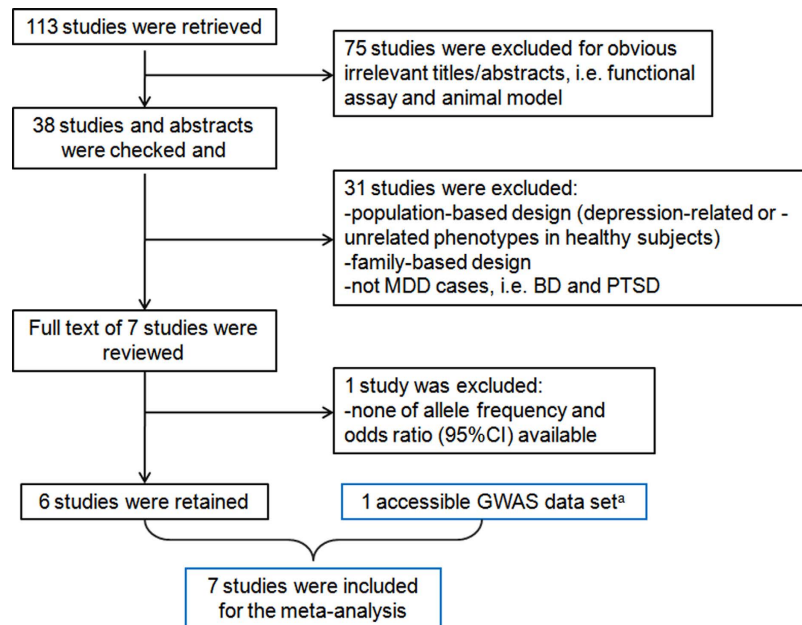 113 studies were retrieved
75 studies were excluded for obvious
irrelevant titles/abstracts, i.e. functional
assay and animal model
38 studies and abstracts
were checked and
31 studies were excluded:
-population-based design (depression-related or -
unrelated phenotypes in healthy subjects)
-family-based design
-not MDD cases, i.e. BD and PTSD
Full text of 7 studies were
reviewed
1 study was excluded:
-none of allele frequency and
odds ratio (95%CI) available
6 studies were retained
1 accessible GWAS data setᵃ
7 studies were included
for the meta-analysis